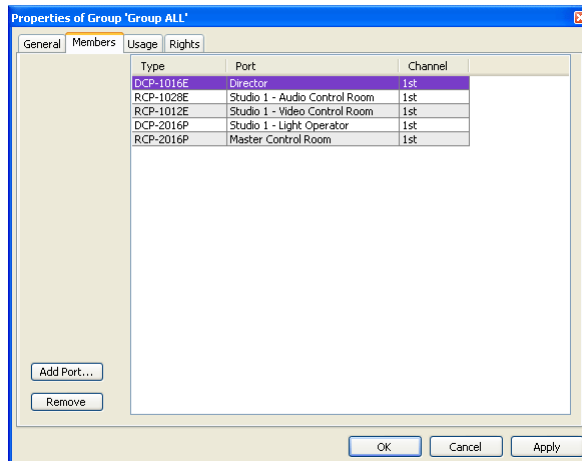 Properties of Group 'Group ALL'
General Members Usage Rights
Type Port Channel
DCP-1016E Director 1st
RCP-1028E Studio 1 - Audio Control Room 1st
RCP-1012E Studio 1 - Video Control Room 1st
DCP-2016P Studio 1 - Light Operator 1st
RCP-2016P Master Control Room 1st
Add Port...
Remove
OK Cancel Apply